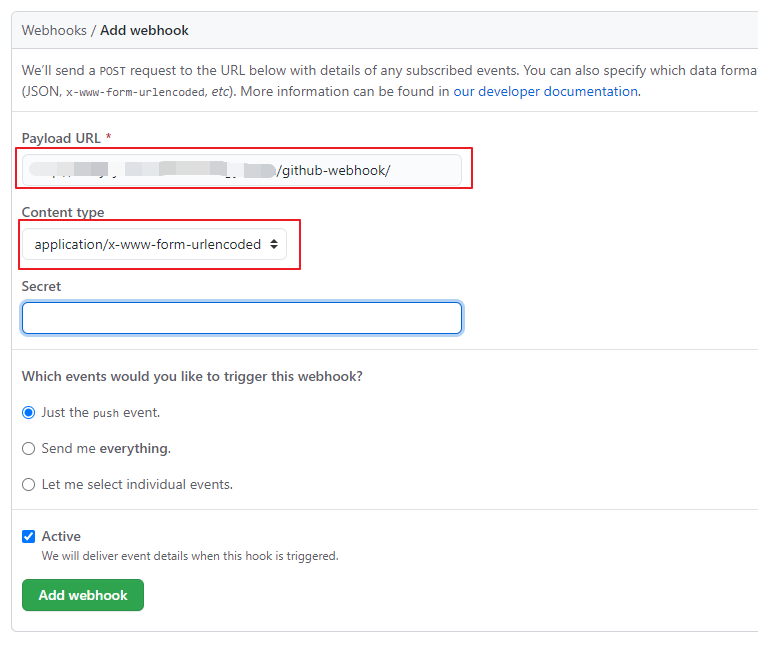 Webhooks / Add webhook
We'll send a POST request to the URL below with details of any subscribed events. You can also specify which data forma
(JSON, x-www-form-urlencoded, etc). More information can be found in our developer documentation.
Payload URL *
/github-webhook/
Content type
application/x-www-form-urlencoded
Secret
Which events would you like to trigger this webhook?
Just the push event.
Send me everything.
Let me select individual events.
Active
We will deliver event details when this hook is triggered.
Add webhook